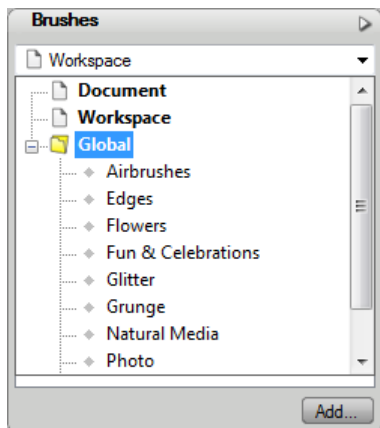 Brushes
Workspace
Document
Workspace
Global
Airbrushes
Edges
Flowers
Fun & Celebrations
Glitter
Grunge
Natural Media
Photo
Add...